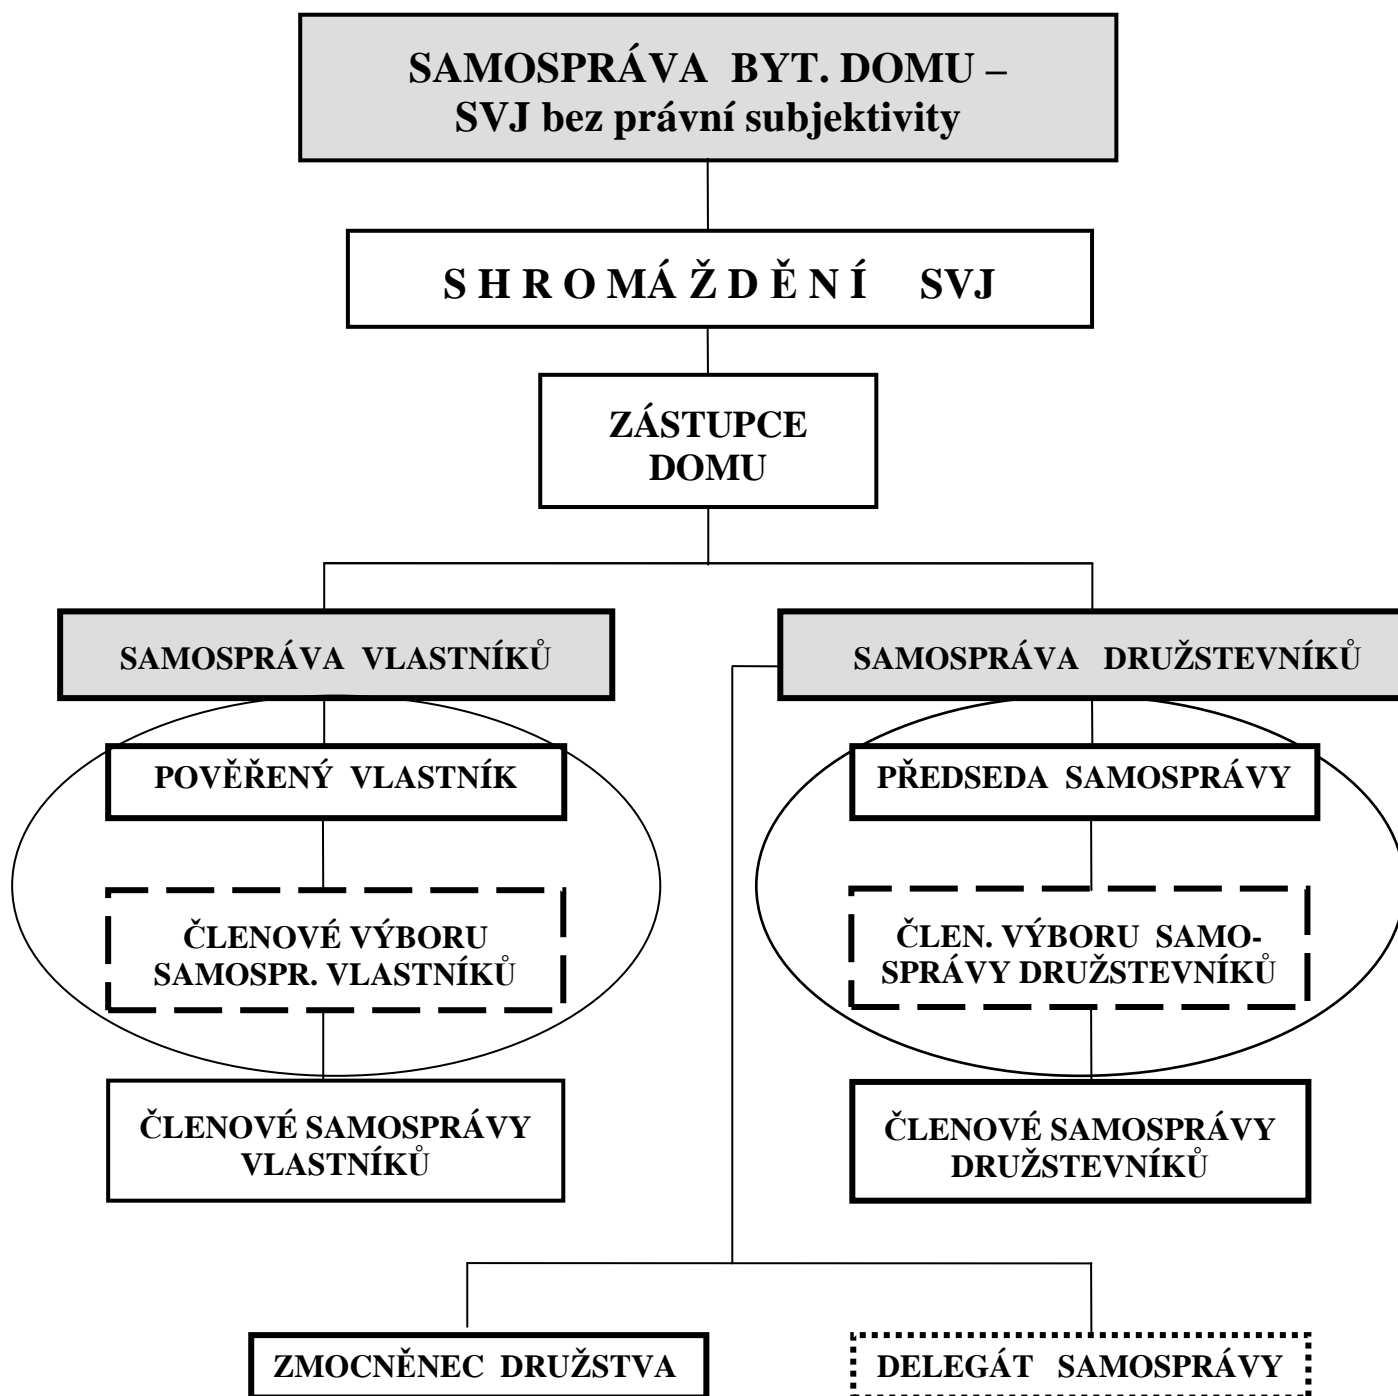 SAMOSPRÁVA BYT. DOMU –
SVJ bez právní subjektivity
S H R O MÁ Ž D Ě N Í SVJ
ZÁSTUPCE
DOMU
SAMOSPRÁVA VLASTNÍKŮ
SAMOSPRÁVA DRUŽSTEVNÍKŮ
POVĚŘENÝ VLASTNÍK
PŘEDSEDA SAMOSPRÁVY
ČLENOVÉ VÝBORU
SAMOSPR. VLASTNÍKŮ
ČLEN. VÝBORU SAMO-
SPRÁVY DRUŽSTEVNÍKŮ
ČLENOVÉ SAMOSPRÁVY
VLASTNÍKŮ
ČLENOVÉ SAMOSPRÁVY
DRUŽSTEVNÍKŮ
ZMOCNĚNEC DRUŽSTVA
DELEGÁT SAMOSPRÁVY